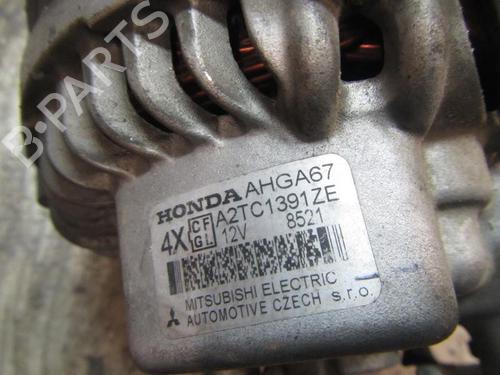 B-PARTS
HONDA AHGA67
4X CF GL A2TC1391ZE
12V 8521
MITSUBISHI ELECTRIC
AUTOMOTIVE CZECH s.r.o.